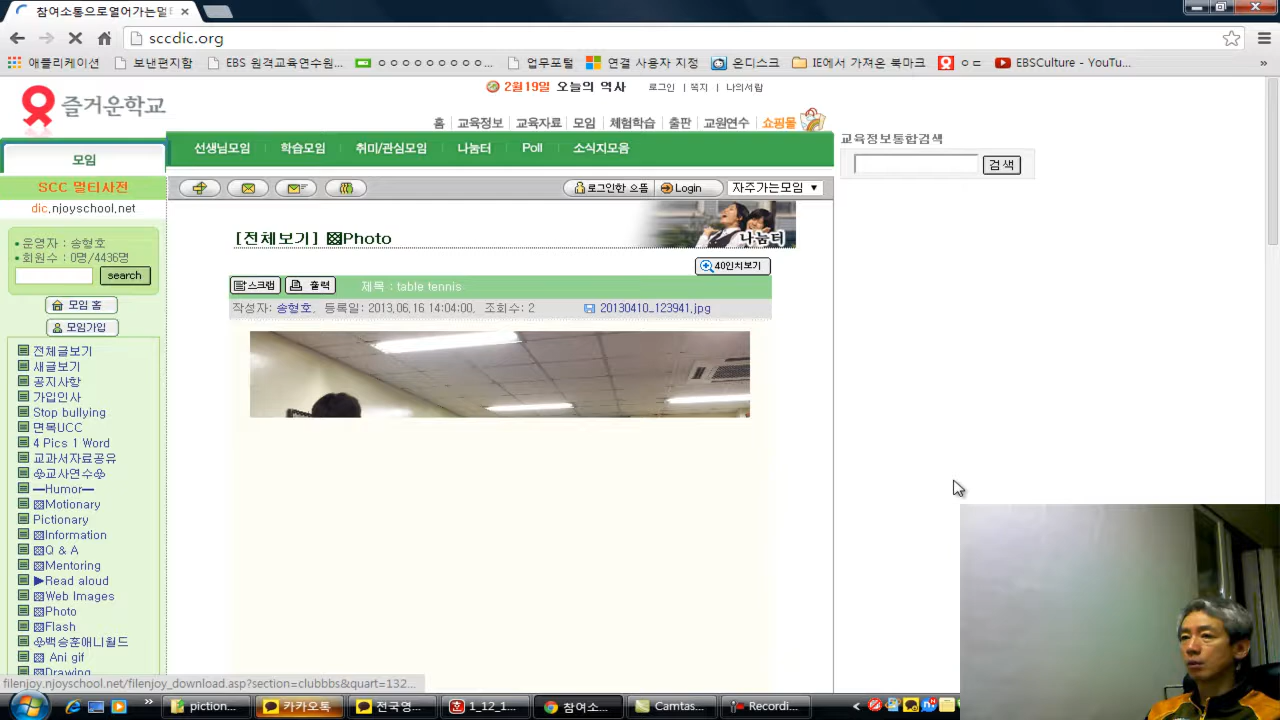 참여소통으로열어가는멀티
sccdic.org
애플리케이션 보낸편지함 EBS 원격교육연수원... ㅇㅇㅇㅇㅇㅇㅇㅇㅇ... 업무포털 연결 사용자 지정 온디스크 IE에서 가져온 북마크 ㅇㄷ EBSCulture - YouTu... »
즐거운학교
2월19일 오늘의 역사 로그인 | 쪽지 | 나의서랍
홈 교육정보 교육자료 모임 체험학습 출판 교원연수 쇼핑몰
모임
선생님모임 학습모임 취미/관심모임 나눔터 Poll 소식지모음
교육정보통합검색
검색
SCC 멀티사전
dic.njoyschool.net
로그인한 으뜸 Login 자주가는모임
• 운영자 : 송형호
• 회원수 : 0명/4436명
search
모임 홈
모임가입
[전체보기] ▩Photo
나눔터
40인치보기
스크랩 출력 제목 : table tennis
작성자: 송형호, 등록일: 2013.06.16 14:04:00, 조회수: 2 20130410_123941.jpg
전체글보기
새글보기
공지사항
가입인사
Stop bullying
면목UCC
4 Pics 1 Word
교과서자료공유
♧교사연수♧
━Humor━
▩Motionary
Pictionary
▩Information
▩Q & A
▩Mentoring
▶Read aloud
▩Web Images
▩Photo
▩Flash
♧백승훈애니월드
Ani gif
▩Drawing
filenjoy.njoyschool.net/filenjoy_download.asp?section=clubbbs&quart=132...
piction... 카카오톡 전국영... 1_12_1... 참여소... Camtas... Recordi...